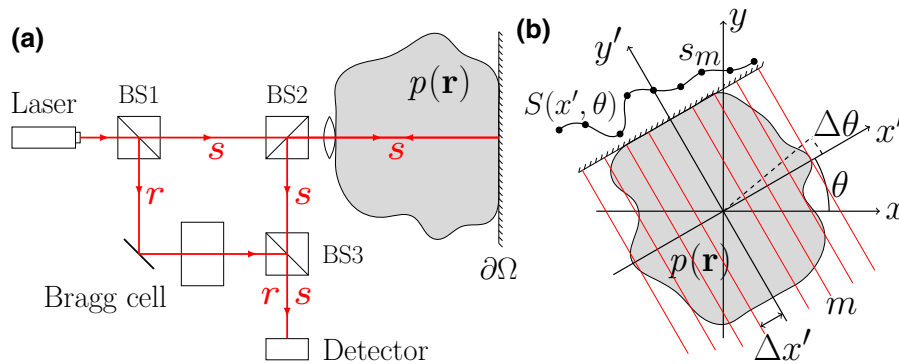 (a)
Laser
BS1
BS2
p(r)
s
s
r
s
Bragg cell
BS3
r s
∂Ω
Detector
(b)
y
y′
s_m
S(x′, θ)
Δθ
x′
θ
x
p(r)
m
Δx′